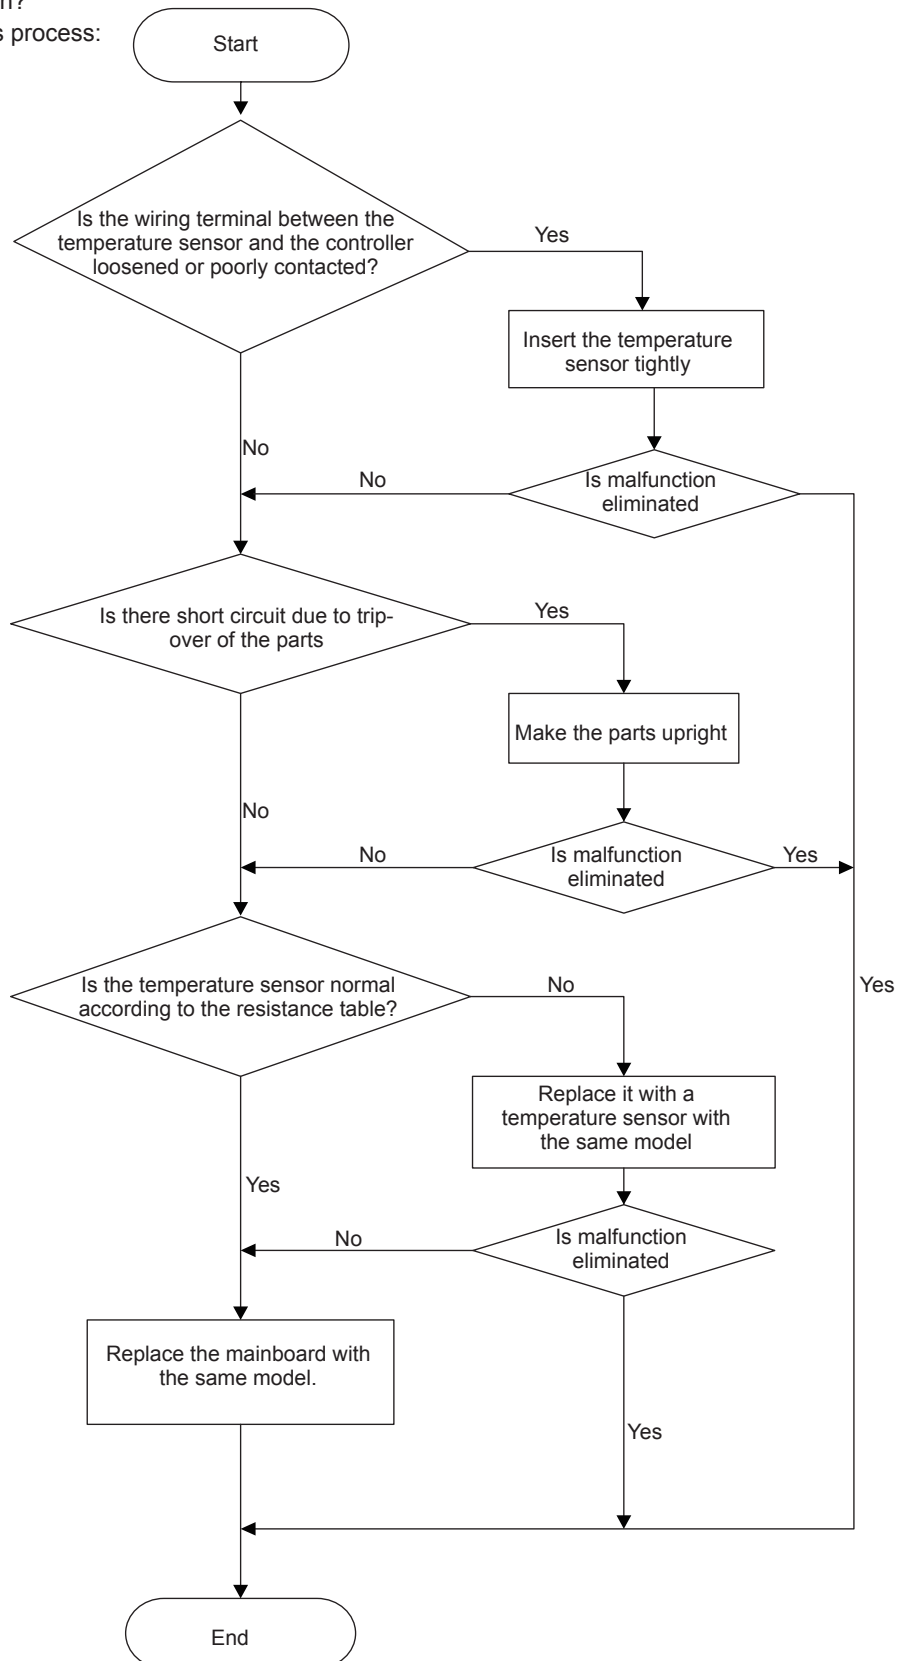 s process:
Start
Is the wiring terminal between the
temperature sensor and the controller
loosened or poorly contacted?
Yes
Insert the temperature
sensor tightly
No
No
Is malfunction
eliminated
Is there short circuit due to trip-
over of the parts
Yes
Make the parts upright
No
No
Is malfunction
eliminated
Yes
Is the temperature sensor normal
according to the resistance table?
No
Yes
Replace it with a
temperature sensor with
the same model
Yes
No
Is malfunction
eliminated
Replace the mainboard with
the same model.
Yes
End